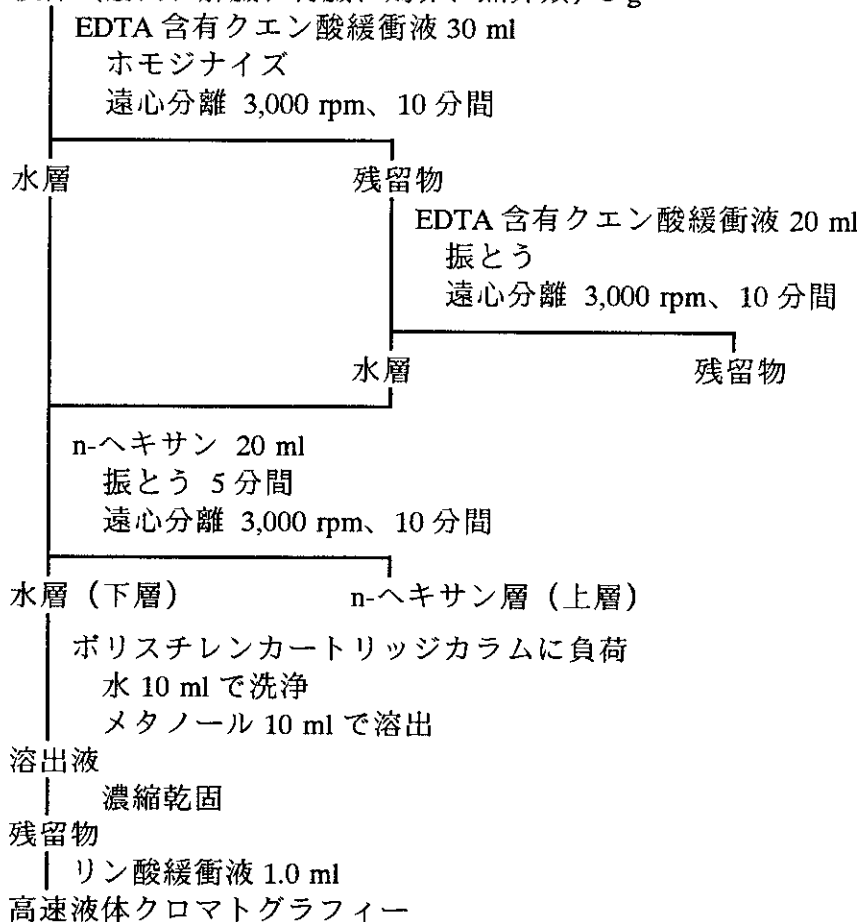 EDTA 含有クエン酸緩衝液 30 ml
ホモジナイズ
遠心分離 3,000 rpm、10 分間
水層 残留物
EDTA 含有クエン酸緩衝液 20 ml
振とう
遠心分離 3,000 rpm、10 分間
水層 残留物
n-ヘキサン 20 ml
振とう 5 分間
遠心分離 3,000 rpm、10 分間
水層（下層） n-ヘキサン層（上層）
ポリスチレンカートリッジカラムに負荷
水 10 ml で洗浄
メタノール 10 ml で溶出
溶出液
濃縮乾固
残留物
リン酸緩衝液 1.0 ml
高速液体クロマトグラフィー